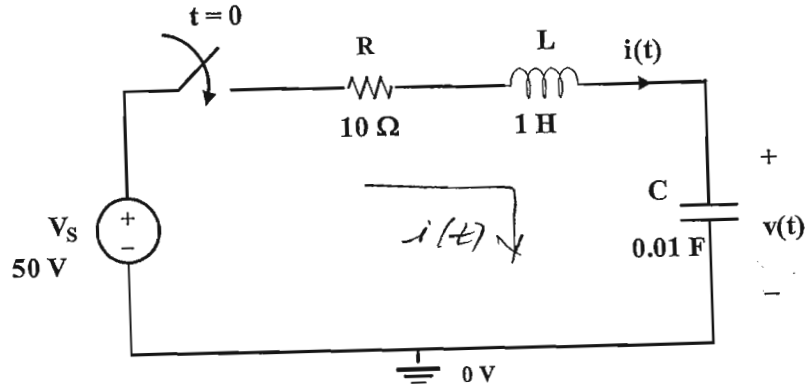 t = 0
R
L
i(t)
10 Ω
1 H
+
C
v(t)
i(t)
0.01 F
−
+
−
V_S
50 V
0 V